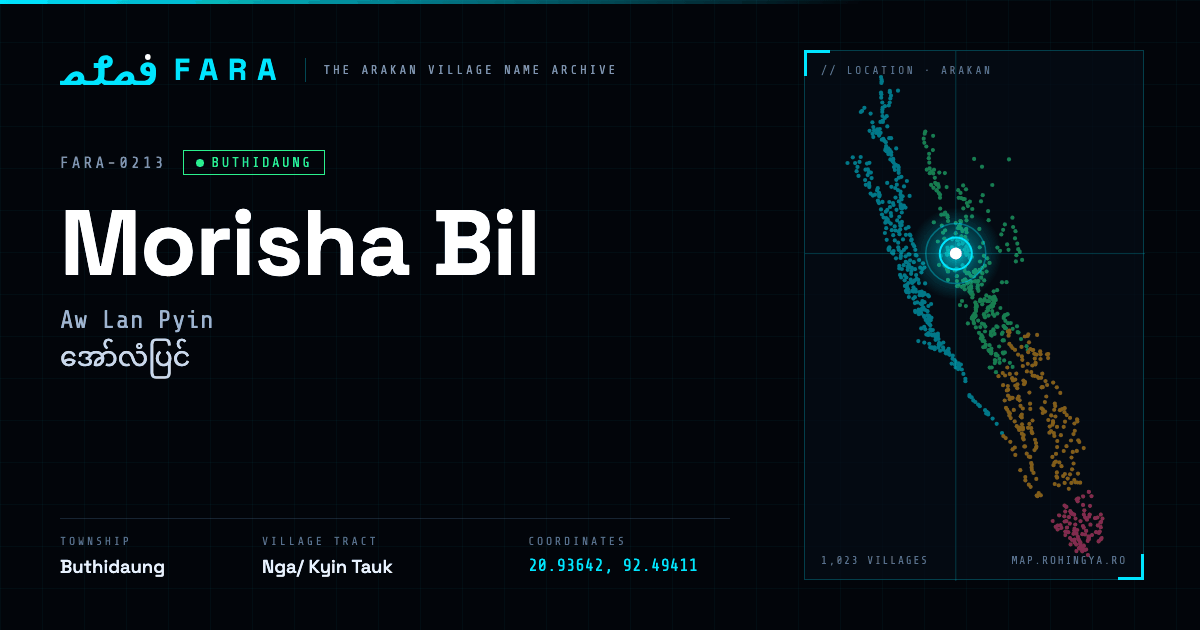 FARA
THE ARAKAN VILLAGE NAME ARCHIVE
FARA-0213
BUTHIDAUNG
Morisha Bil
Aw Lan Pyin
အော်လံပြင်
TOWNSHIP
Buthidaung
VILLAGE TRACT
Nga/ Kyin Tauk
COORDINATES
20.93642, 92.49411
// LOCATION · ARAKAN
1,023 VILLAGES
MAP.ROHINGYA.RO